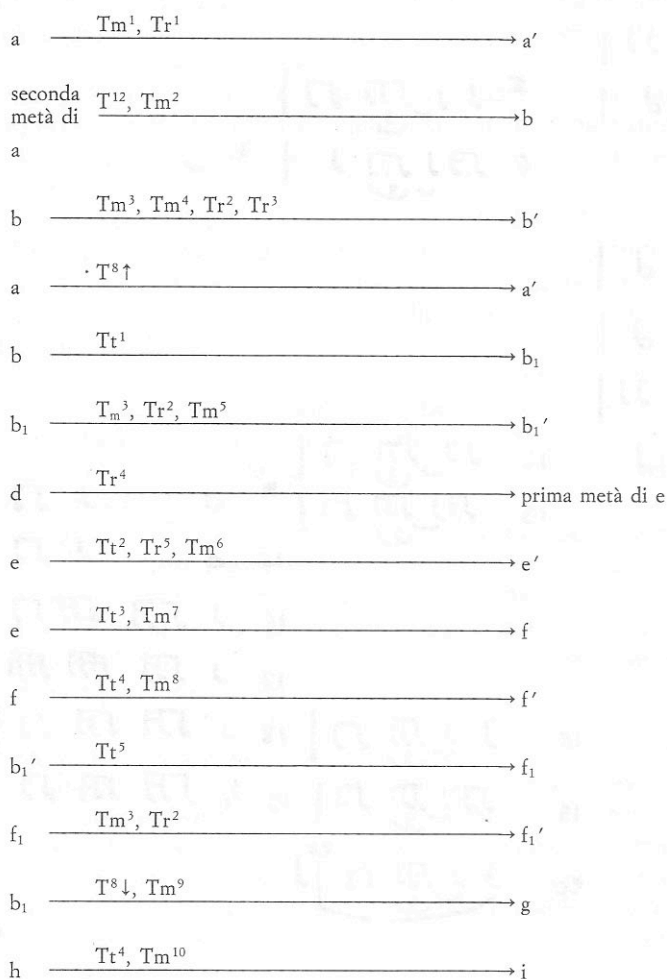 a Tm¹, Tr¹ → a′
seconda metà di a T¹², Tm² → b
b Tm³, Tm⁴, Tr², Tr³ → b′
a · T⁸↑ → a′
b Tt¹ → b₁
b₁ Tₘ³, Tr², Tm⁵ → b₁′
d Tr⁴ → prima metà di e
e Tt², Tr⁵, Tm⁶ → e′
e Tt³, Tm⁷ → f
f Tt⁴, Tm⁸ → f′
b₁′ Tt⁵ → f₁
f₁ Tm³, Tr² → f₁′
b₁ T⁸↓, Tm⁹ → g
h Tt⁴, Tm¹⁰ → i